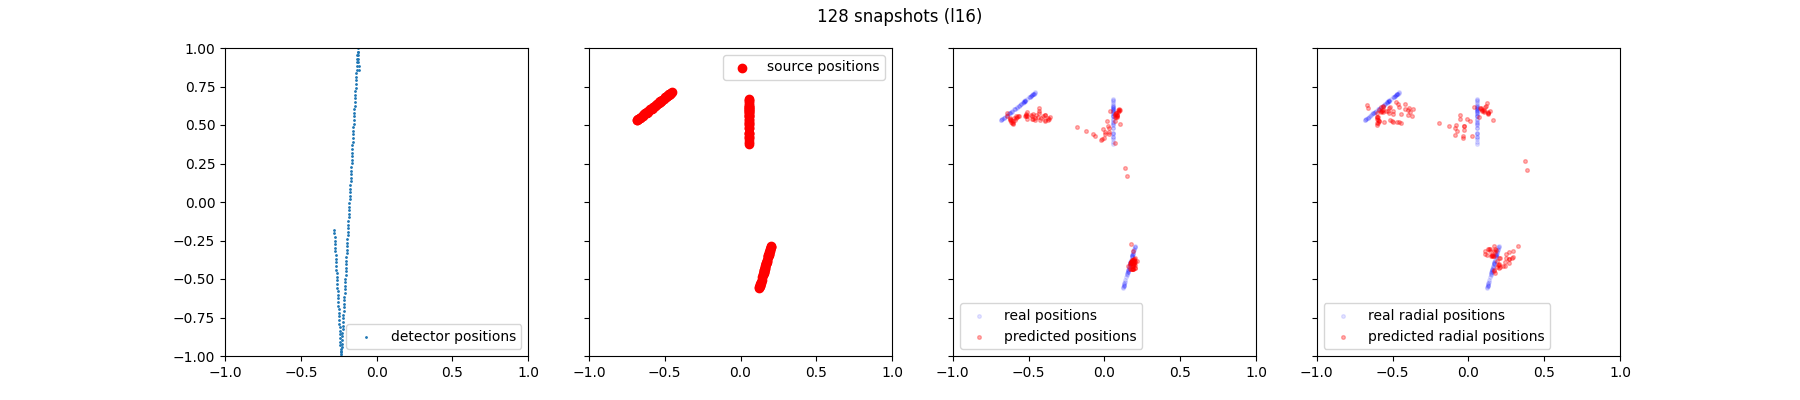 128 snapshots (l16)
1.00
0.75
0.50
0.25
0.00
−0.25
−0.50
−0.75
−1.00
detector positions
−1.0 −0.5 0.0 0.5 1.0
source positions
−1.0 −0.5 0.0 0.5 1.0
real positions
predicted positions
−1.0 −0.5 0.0 0.5 1.0
real radial positions
predicted radial positions
−1.0 −0.5 0.0 0.5 1.0